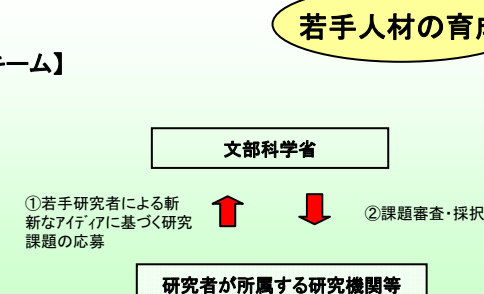 若手人材の育成
ーム】
文部科学省
①若手研究者による斬
新なアイディアに基づく研究
課題の応募
②課題審査・採択
研究者が所属する研究機関等